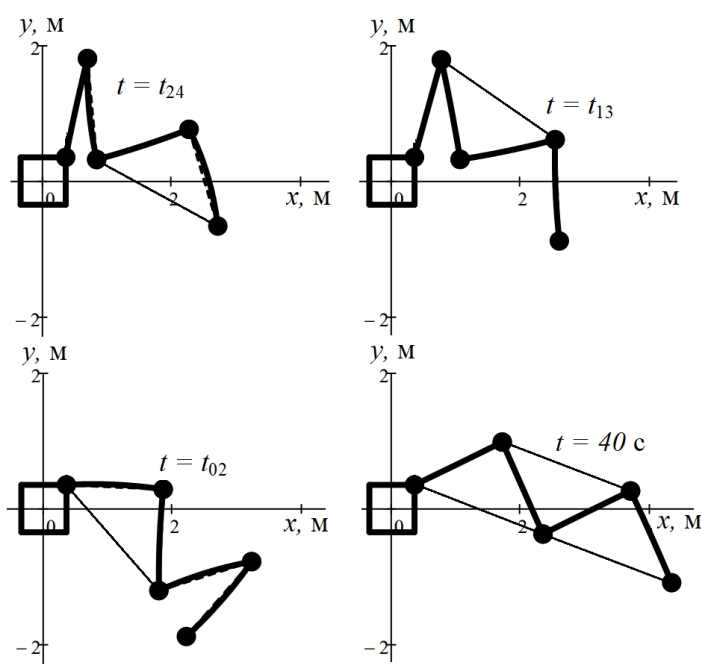 y, м
2
t = t24
0
2
x, м
– 2
y, м
2
t = t13
0
2
x, м
– 2
y, м
2
t = t02
0
2
x, м
– 2
y, м
2
t = 40 с
0
2
x, м
– 2